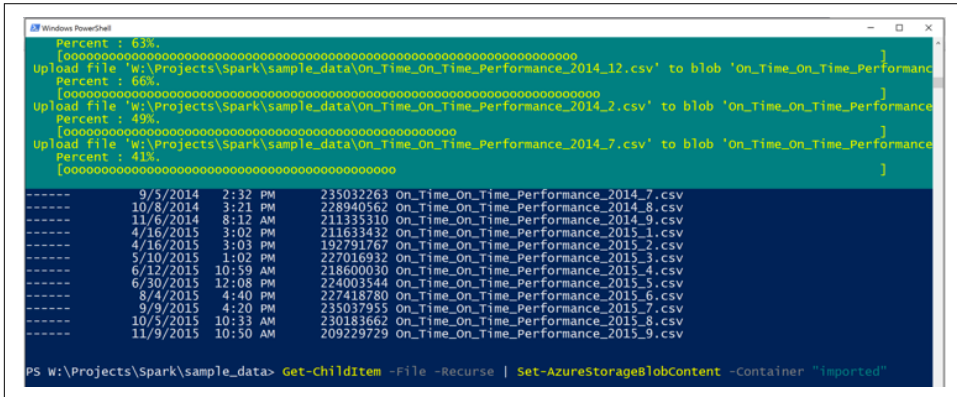 Windows PowerShell
Percent : 63%.
[oooooooooooooooooooooooooooooooooooooooooooooooooooooooooooooooooooo ]
Upload file 'W:\Projects\Spark\sample_data\On_Time_On_Time_Performance_2014_12.csv' to blob 'On_Time_On_Time_Performanc
Percent : 66%.
[ooooooooooooooooooooooooooooooooooooooooooooooooooooooooooooooooooooooo ]
Upload file 'W:\Projects\Spark\sample_data\On_Time_On_Time_Performance_2014_2.csv' to blob 'On_Time_On_Time_Performance
Percent : 49%.
[oooooooooooooooooooooooooooooooooooooooooooooooooooo ]
Upload file 'W:\Projects\Spark\sample_data\On_Time_On_Time_Performance_2014_7.csv' to blob 'On_Time_On_Time_Performance
Percent : 41%.
[oooooooooooooooooooooooooooooooooooooooooooo ]
------ 9/5/2014 2:32 PM 235032263 On_Time_On_Time_Performance_2014_7.csv
------ 10/8/2014 3:21 PM 228940562 On_Time_On_Time_Performance_2014_8.csv
------ 11/6/2014 8:12 AM 211335310 On_Time_On_Time_Performance_2014_9.csv
------ 4/16/2015 3:02 PM 211633432 On_Time_On_Time_Performance_2015_1.csv
------ 4/16/2015 3:03 PM 192791767 On_Time_On_Time_Performance_2015_2.csv
------ 5/10/2015 1:02 PM 227016932 On_Time_On_Time_Performance_2015_3.csv
------ 6/12/2015 10:59 AM 218600030 On_Time_On_Time_Performance_2015_4.csv
------ 6/30/2015 12:08 PM 224003544 On_Time_On_Time_Performance_2015_5.csv
------ 8/4/2015 4:40 PM 227418780 On_Time_On_Time_Performance_2015_6.csv
------ 9/9/2015 4:20 PM 235037955 On_Time_On_Time_Performance_2015_7.csv
------ 10/5/2015 10:33 AM 230183662 On_Time_On_Time_Performance_2015_8.csv
------ 11/9/2015 10:50 AM 209229729 On_Time_On_Time_Performance_2015_9.csv
PS W:\Projects\Spark\sample_data> Get-ChildItem -File -Recurse | Set-AzureStorageBlobContent -Container "imported"